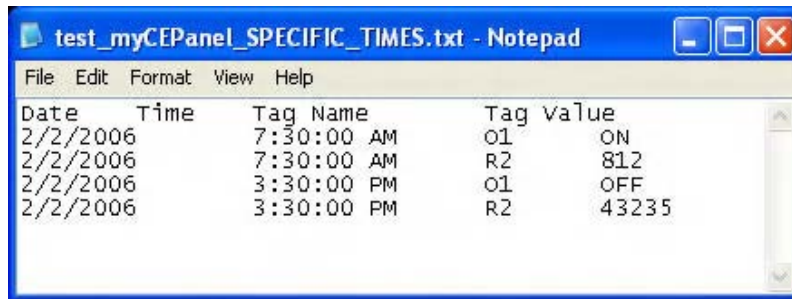 test_myCEPanel_SPECIFIC_TIMES.txt - Notepad
File Edit Format View Help
Date Time Tag Name Tag Value
2/2/2006 7:30:00 AM O1 ON
2/2/2006 7:30:00 AM R2 812
2/2/2006 3:30:00 PM O1 OFF
2/2/2006 3:30:00 PM R2 43235